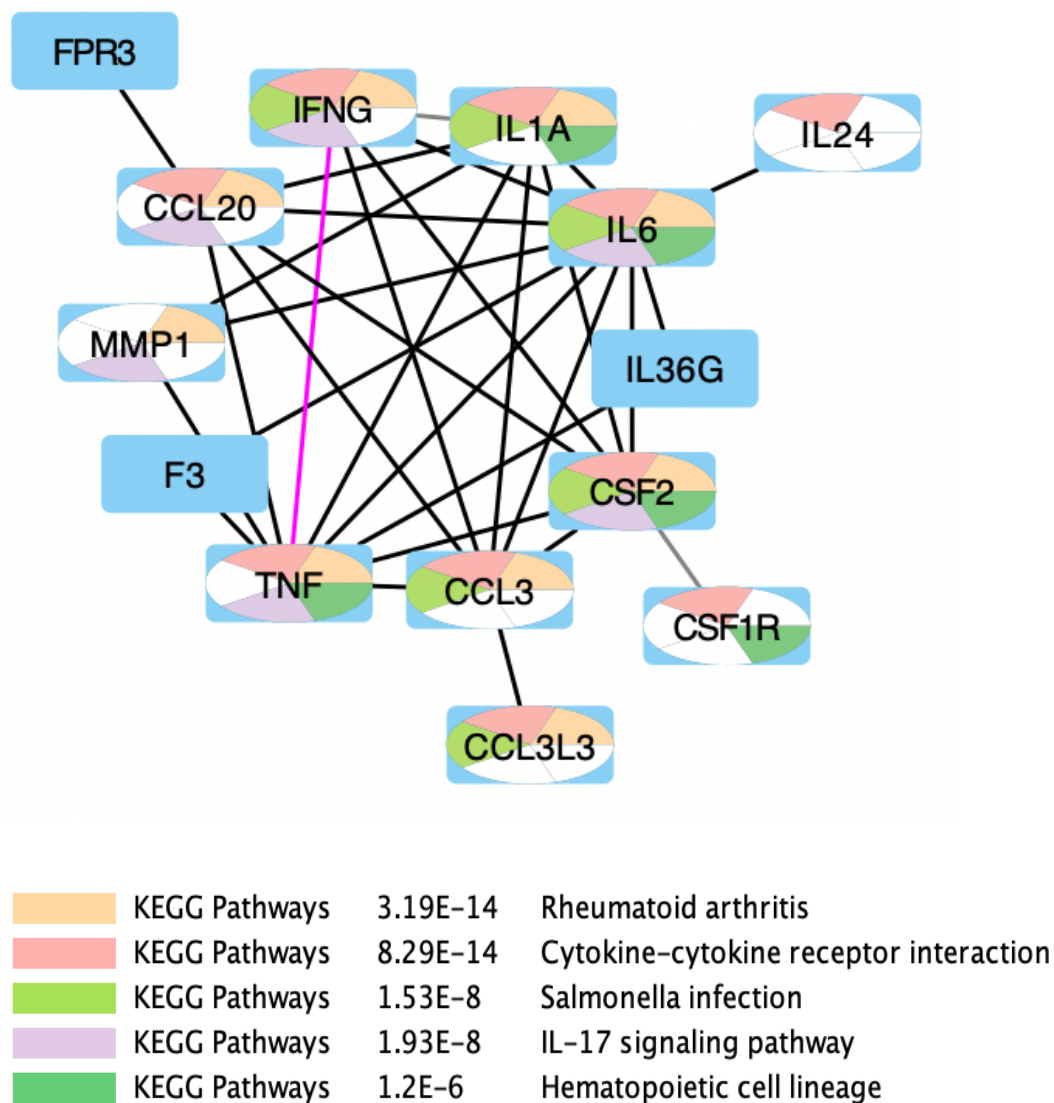 FPR3
IFNG
IL1A
IL24
CCL20
IL6
MMP1
IL36G
F3
CSF2
TNF
CCL3
CSF1R
CCL3L3
KEGG Pathways 3.19E-14 Rheumatoid arthritis
KEGG Pathways 8.29E-14 Cytokine-cytokine receptor interaction
KEGG Pathways 1.53E-8 Salmonella infection
KEGG Pathways 1.93E-8 IL-17 signaling pathway
KEGG Pathways 1.2E-6 Hematopoietic cell lineage